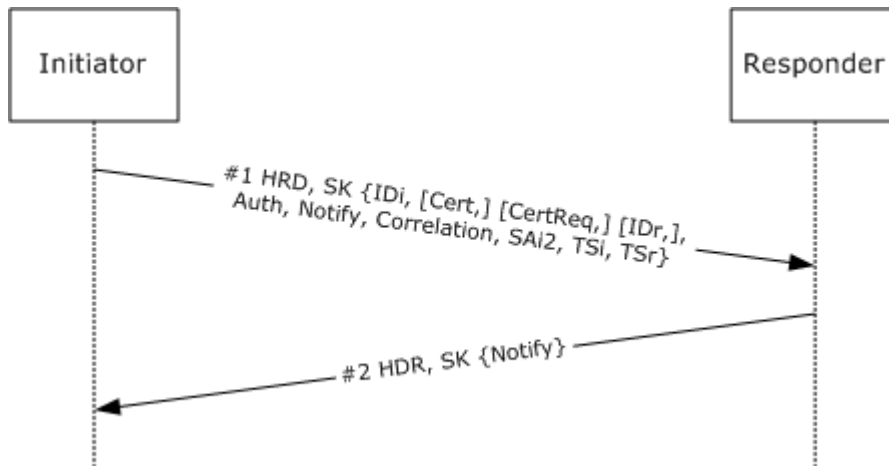 Initiator
Responder
#1 HRD, SK {IDi, [Cert,] [CertReq,] [IDr,],
Auth, Notify, Correlation, SAi2, TSi, TSr}
#2 HDR, SK {Notify}